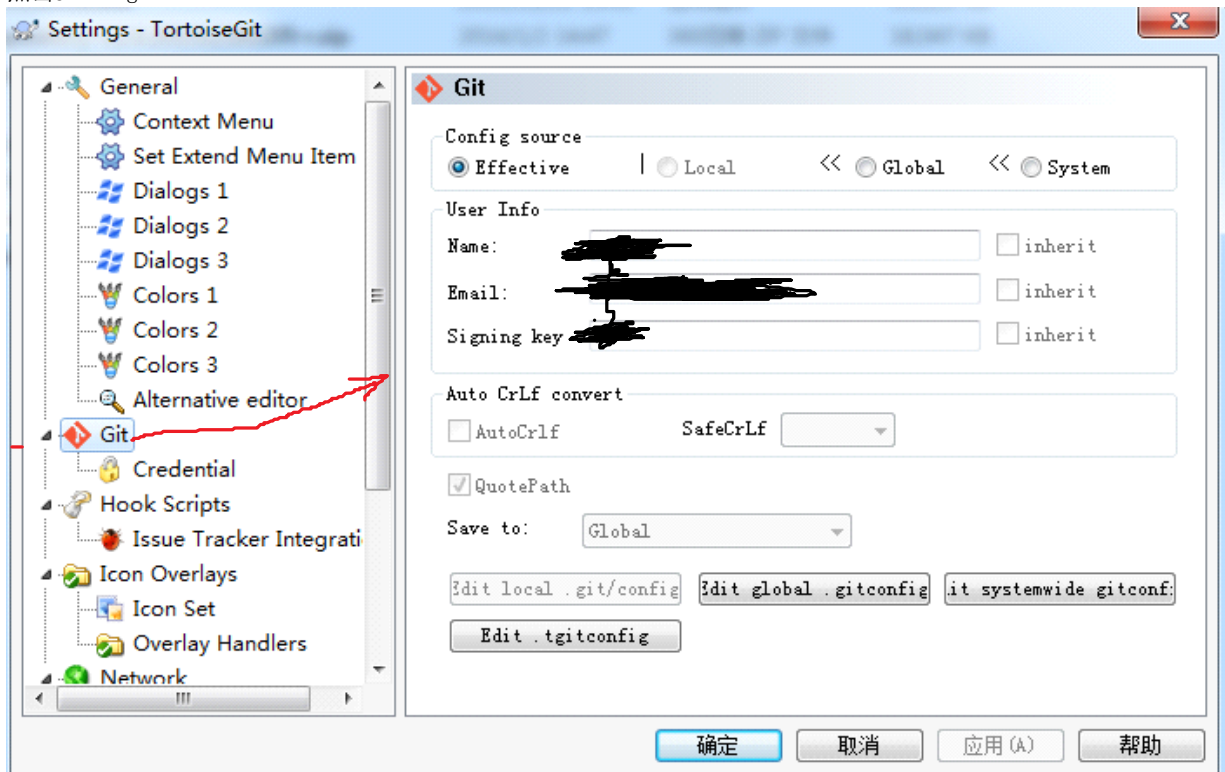 Settings - TortoiseGit
General
Context Menu
Set Extend Menu Item
Dialogs 1
Dialogs 2
Dialogs 3
Colors 1
Colors 2
Colors 3
Alternative editor
Git
Credential
Hook Scripts
Issue Tracker Integrati
Icon Overlays
Icon Set
Overlay Handlers
Network
Git
Config source
Effective | Local << Global << System
User Info
Name: inherit
Email: inherit
Signing key inherit
Auto CrLf convert
AutoCrlf SafeCrLf
QuotePath
Save to: Global
dit local .git/config dit global .gitconfig it systemwide gitconf
Edit .tgitconfig
确定 取消 应用(A) 帮助